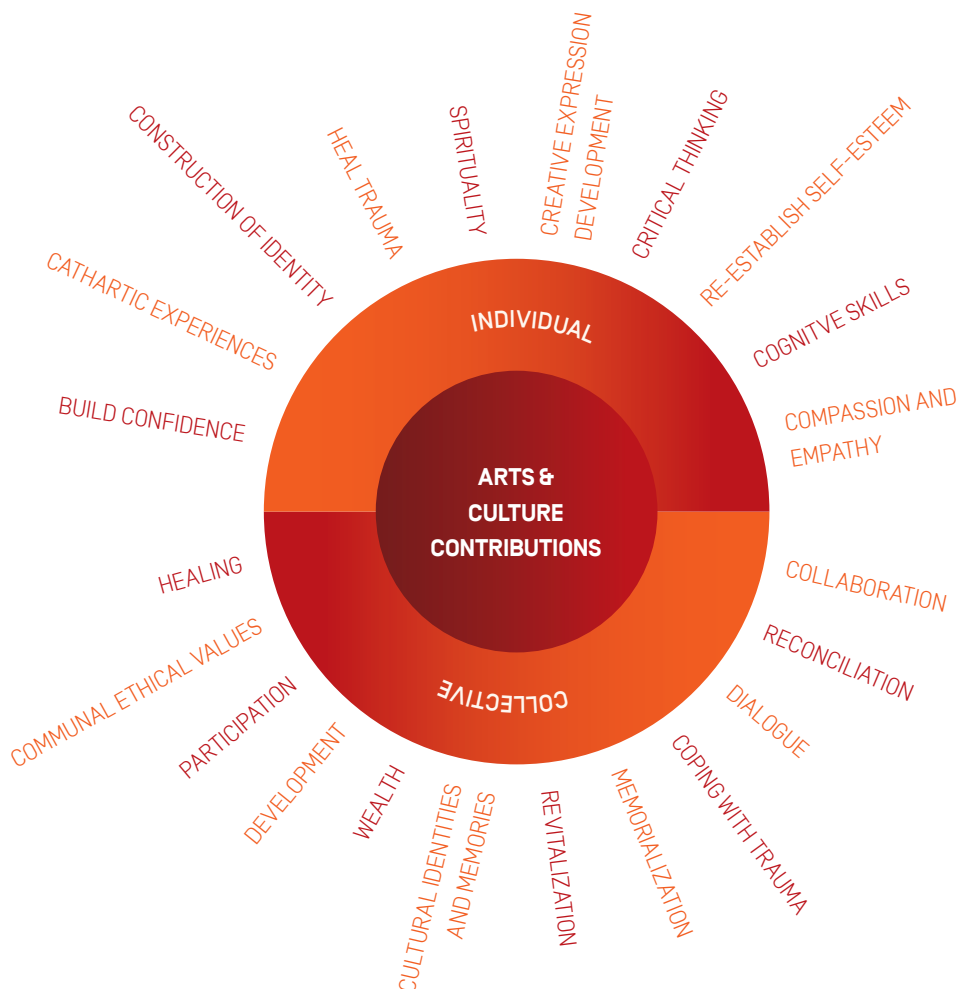 BUILD CONFIDENCE
CATHARTIC EXPERIENCES
CONSTRUCTION OF IDENTITY
HEAL TRAUMA
SPIRITUALITY
CREATIVE EXPRESSION
DEVELOPMENT
CRITICAL THINKING
RE-ESTABLISH SELF-ESTEEM
COGNITVE SKILLS
COMPASSION AND
EMPATHY
INDIVIDUAL
ARTS &
CULTURE
CONTRIBUTIONS
COLLECTIVE
COLLABORATION
RECONCILIATION
DIALOGUE
COPING WITH TRAUMA
MEMORIALIZATION
REVITALIZATION
CULTURAL IDENTITIES
AND MEMORIES
WEALTH
DEVELOPMENT
PARTICIPATION
COMMUNAL ETHICAL VALUES
HEALING